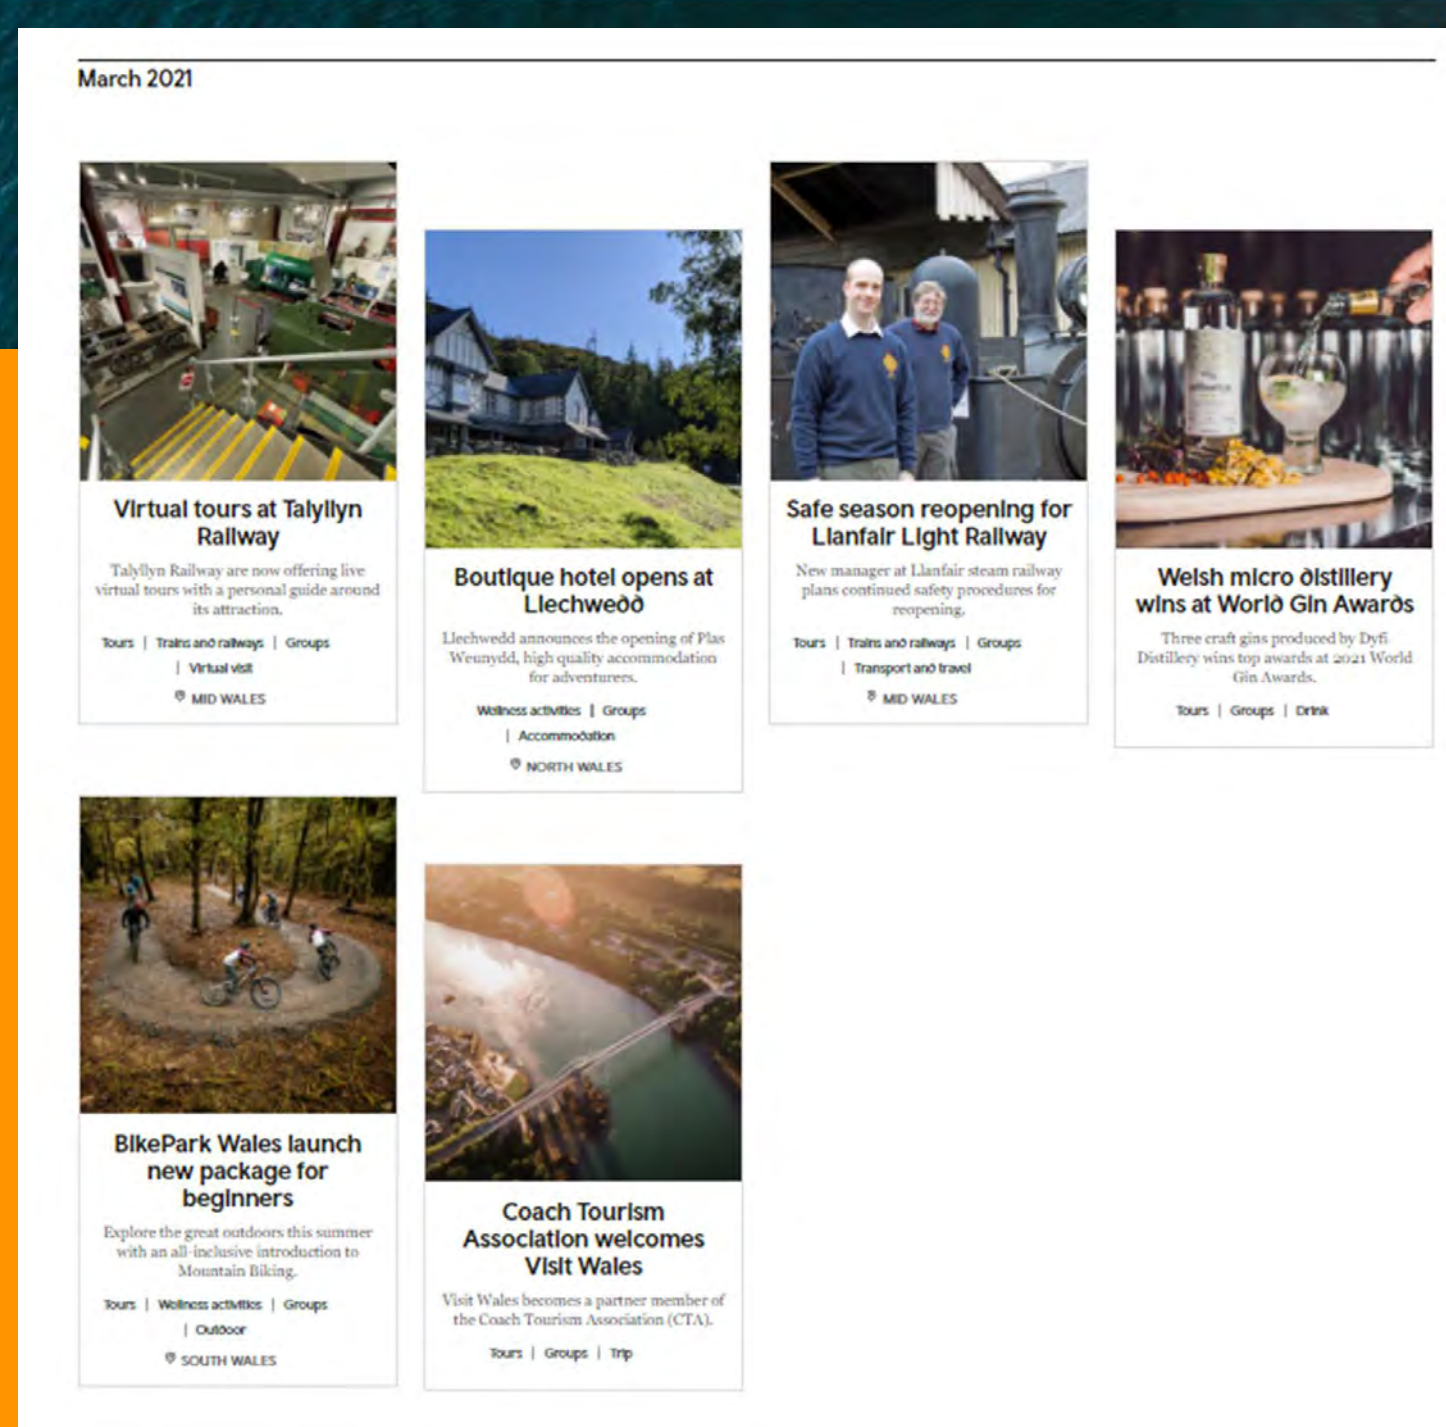 March 2021
Virtual tours at Talyllyn
Railway
Talyllyn Railway are now offering live
virtual tours with a personal guide around
its attraction.
Tours | Trains and railways | Groups
| Virtual visit
MID WALES
Boutique hotel opens at
Llechwedd
Llechwedd announces the opening of Plas
Weunydd, high quality accommodation
for adventurers.
Wellness activities | Groups
| Accommodation
NORTH WALES
Safe season reopening for
Llanfair Light Railway
New manager at Llanfair steam railway
plans continued safety procedures for
reopening.
Tours | Trains and railways | Groups
| Transport and travel
MID WALES
Welsh micro distillery
wins at World Gin Awards
Three craft gins produced by Dyfi
Distillery wins top awards at 2021 World
Gin Awards.
Tours | Groups | Drink
BikePark Wales launch
new package for
beginners
Explore the great outdoors this summer
with an all-inclusive introduction to
Mountain Biking.
Tours | Wellness activities | Groups
| Outdoor
SOUTH WALES
Coach Tourism
Association welcomes
Visit Wales
Visit Wales becomes a partner member of
the Coach Tourism Association (CTA).
Tours | Groups | Trip